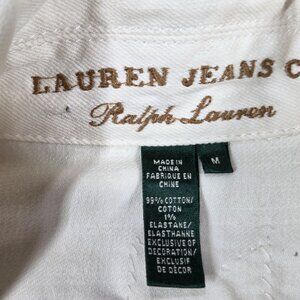 LAUREN JEANS C
Ralph Lauren
MADE IN
CHINA
FABRIQUE EN
CHINE
M
99% COTTON/
COTON
1%
ELASTANE/
ELASTHANNE
EXCLUSIVE OF
DECORATION/
EXCLUSIF
DE DÉCOR